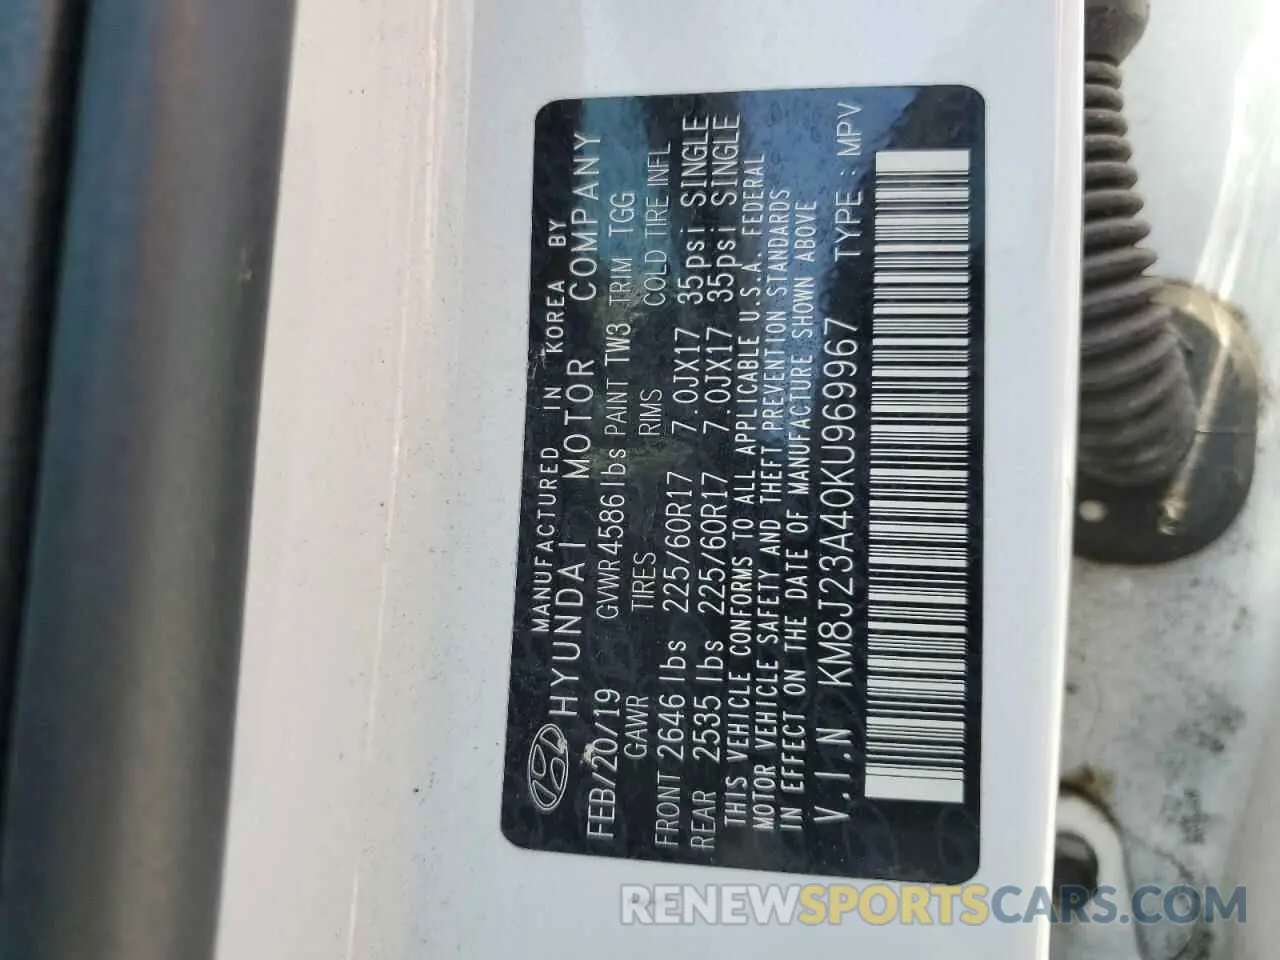 MANUFACTURED IN KOREA BY
HYUNDAI MOTOR COMPANY
FEB/20/19 GVWR 4586 lbs PAINT TW3 TRIM TGG
GAWR TIRES RIMS COLD TIRE INFL
FRONT 2646 lbs 225/60R17 7.0JX17 35psi SINGLE
REAR 2535 lbs 225/60R17 7.0JX17 35psi SINGLE
THIS VEHICLE CONFORMS TO ALL APPLICABLE U.S.A. FEDERAL
MOTOR VEHICLE SAFETY AND THEFT PREVENTION STANDARDS
IN EFFECT ON THE DATE OF MANUFACTURE SHOWN ABOVE
V.I.N KM8J23A40KU969967 TYPE : MPV
RENEWSPORTSCARS.COM